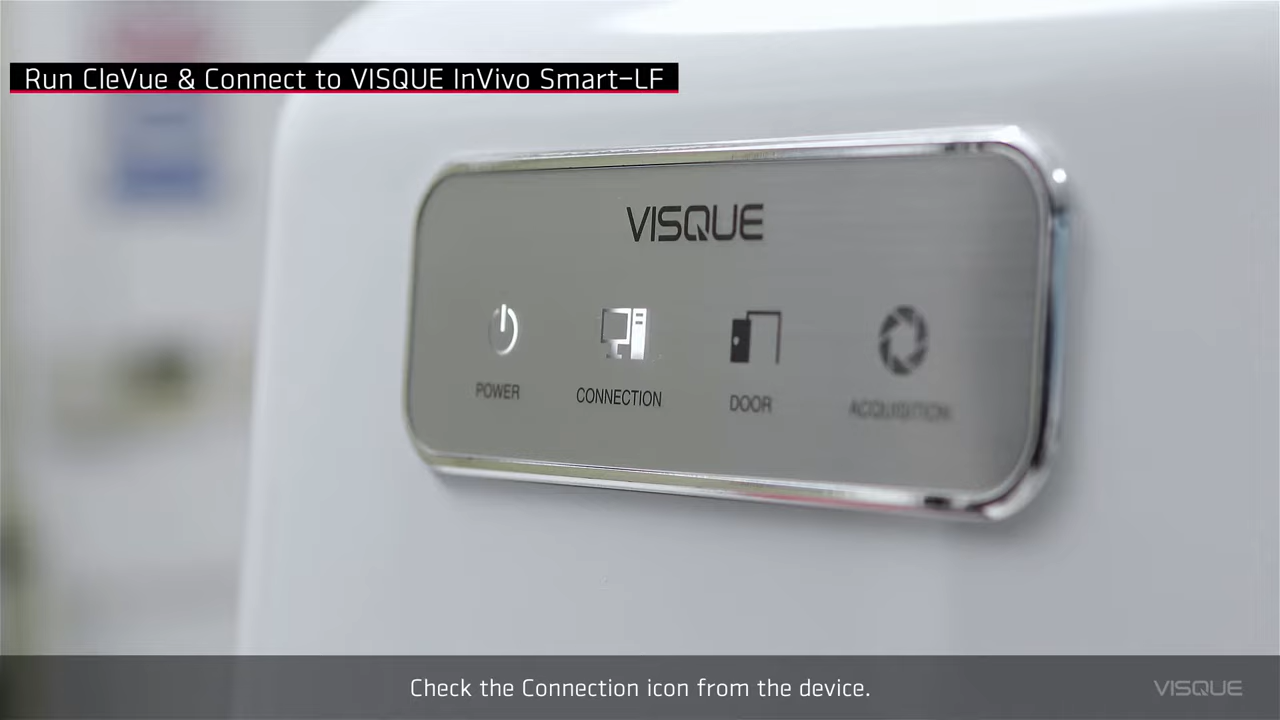 Run CleVue & Connect to VISQUE InVivo Smart-LF
VISQUE
POWER
CONNECTION
DOOR
ACQUISITION
Check the Connection icon from the device.
VISQUE